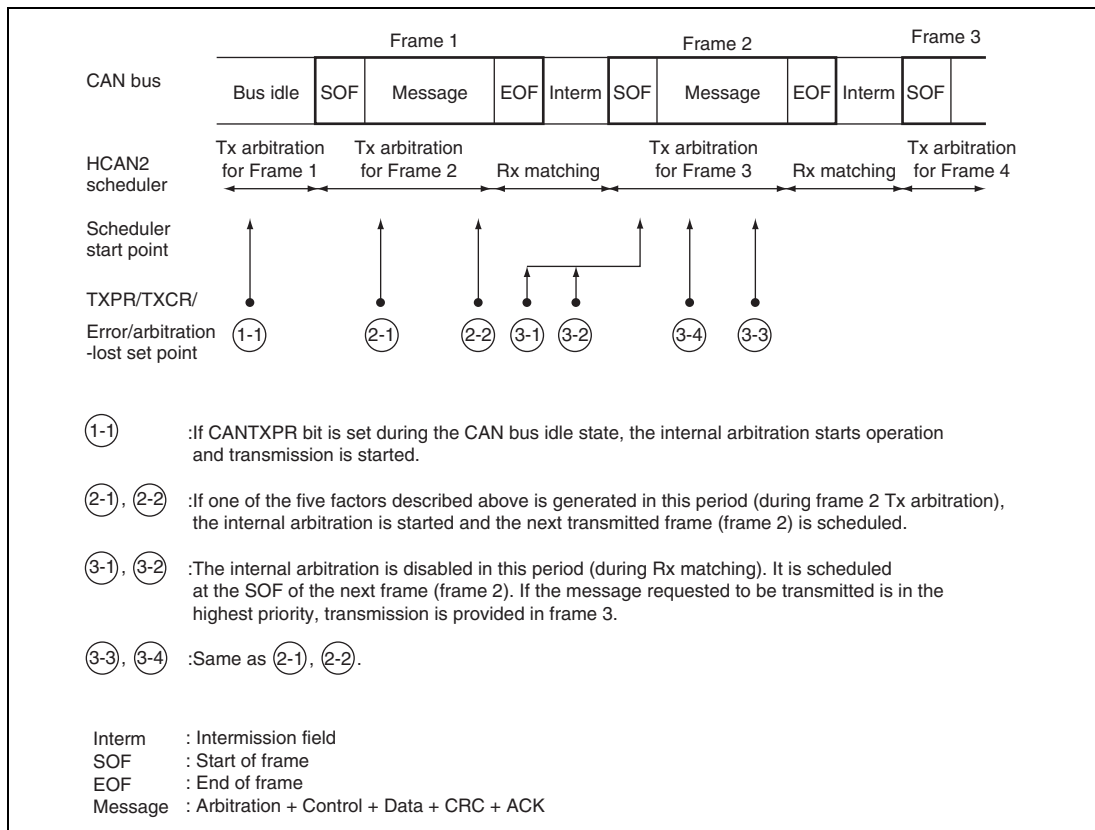 Frame 1 Frame 2 Frame 3
CAN bus Bus idle SOF Message EOF Interm SOF Message EOF Interm SOF
HCAN2 scheduler
Tx arbitration for Frame 1
Tx arbitration for Frame 2
Rx matching
Tx arbitration for Frame 3
Rx matching
Tx arbitration for Frame 4
Scheduler
start point
TXPR/TXCR/
Error/arbitration
-lost set point
1-1 2-1 2-2 3-1 3-2 3-4 3-3
1-1 :If CANTXPR bit is set during the CAN bus idle state, the internal arbitration starts operation
and transmission is started.
2-1, 2-2 :If one of the five factors described above is generated in this period (during frame 2 Tx arbitration),
the internal arbitration is started and the next transmitted frame (frame 2) is scheduled.
3-1, 3-2 :The internal arbitration is disabled in this period (during Rx matching). It is scheduled
at the SOF of the next frame (frame 2). If the message requested to be transmitted is in the
highest priority, transmission is provided in frame 3.
3-3, 3-4 :Same as 2-1, 2-2.
Interm : Intermission field
SOF : Start of frame
EOF : End of frame
Message : Arbitration + Control + Data + CRC + ACK